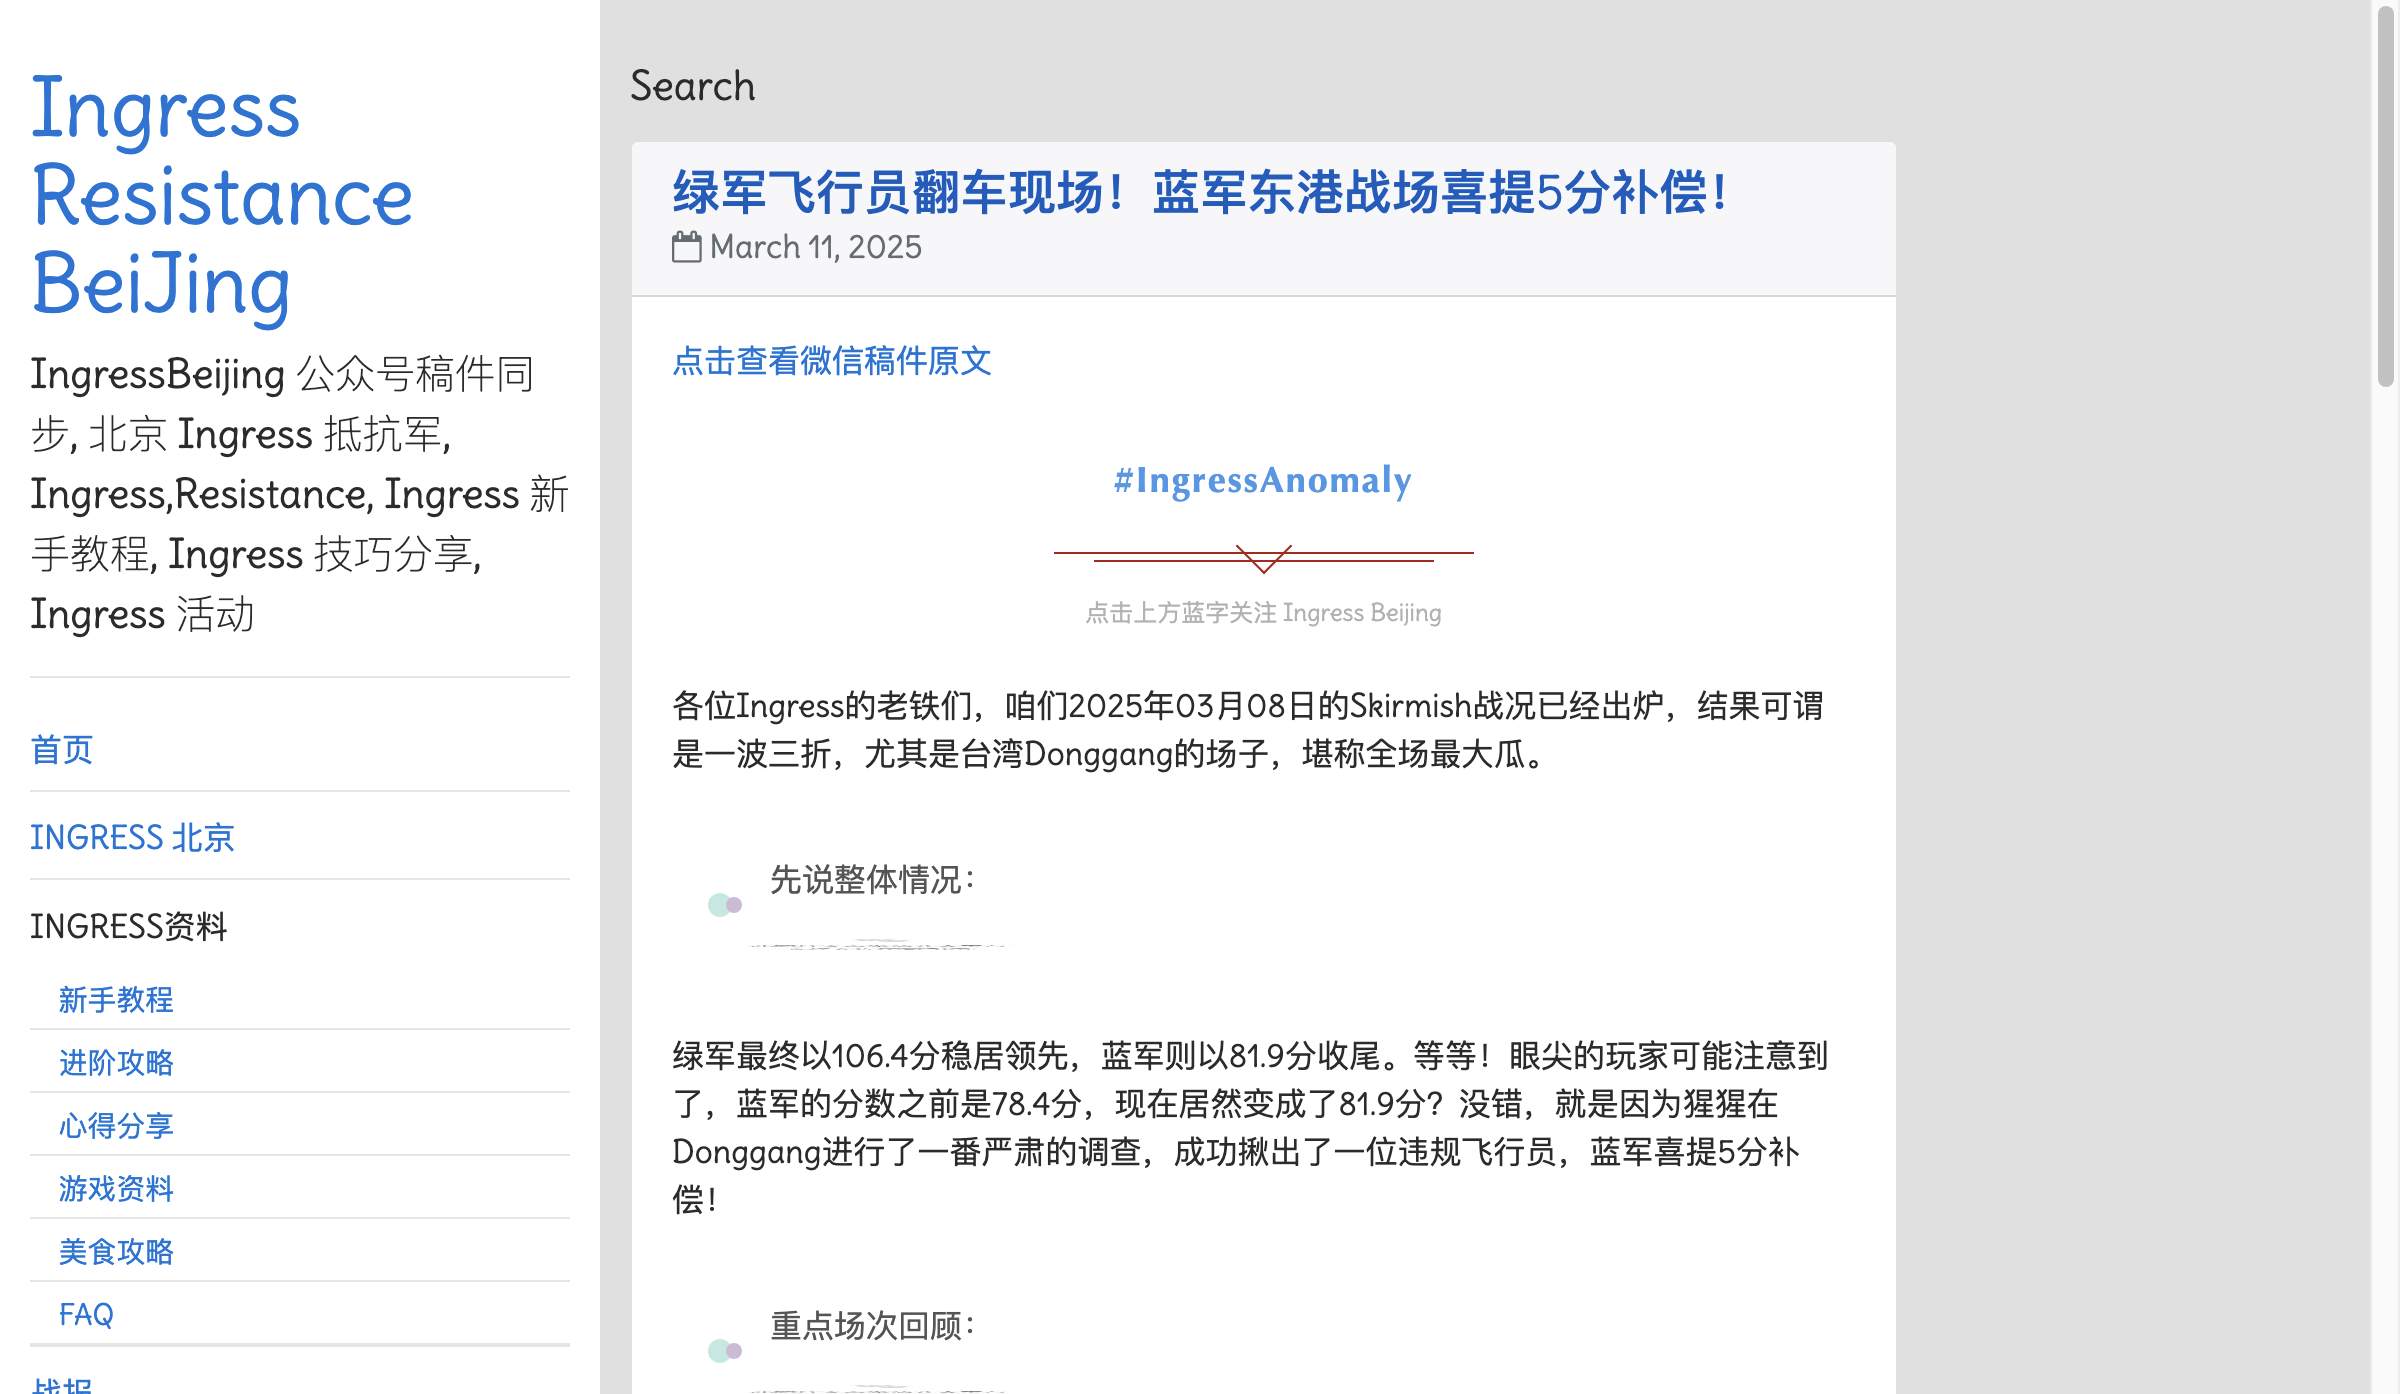 Ingress
Resistance
BeiJing
IngressBeijing 公众号稿件同
步, 北京 Ingress 抵抗军,
Ingress,Resistance, Ingress 新
手教程, Ingress 技巧分享,
Ingress 活动
首页
INGRESS 北京
INGRESS资料
新手教程
进阶攻略
心得分享
游戏资料
美食攻略
FAQ
战报
Search
绿军飞行员翻车现场！蓝军东港战场喜提5分补偿！
March 11, 2025
点击查看微信稿件原文
#IngressAnomaly
点击上方蓝字关注 Ingress Beijing
各位Ingress的老铁们，咱们2025年03月08日的Skirmish战况已经出炉，结果可谓
是一波三折，尤其是台湾Donggang的场子，堪称全场最大瓜。
先说整体情况：
绿军最终以106.4分稳居领先，蓝军则以81.9分收尾。等等！眼尖的玩家可能注意到
了，蓝军的分数之前是78.4分，现在居然变成了81.9分？没错，就是因为猩猩在
Donggang进行了一番严肃的调查，成功揪出了一位违规飞行员，蓝军喜提5分补
偿！
重点场次回顾：